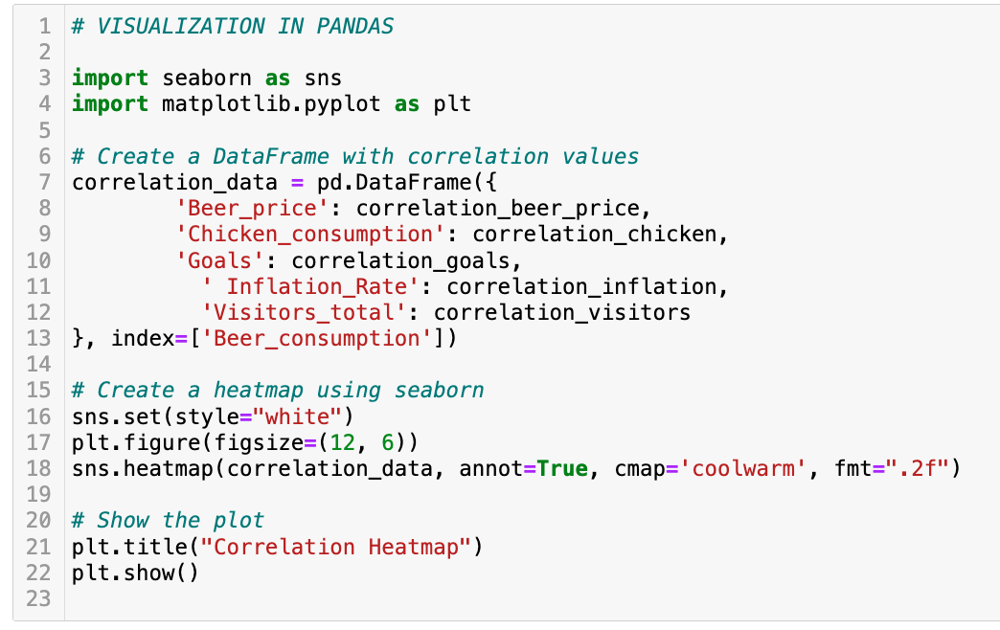 1 # VISUALIZATION IN PANDAS
2
3 import seaborn as sns
4 import matplotlib.pyplot as plt
5
6 # Create a DataFrame with correlation values
7 correlation_data = pd.DataFrame({
8         'Beer_price': correlation_beer_price,
9         'Chicken_consumption': correlation_chicken,
10         'Goals': correlation_goals,
11           ' Inflation_Rate': correlation_inflation,
12           'Visitors_total': correlation_visitors
13 }, index=['Beer_consumption'])
14
15 # Create a heatmap using seaborn
16 sns.set(style="white")
17 plt.figure(figsize=(12, 6))
18 sns.heatmap(correlation_data, annot=True, cmap='coolwarm', fmt=".2f")
19
20 # Show the plot
21 plt.title("Correlation Heatmap")
22 plt.show()
23